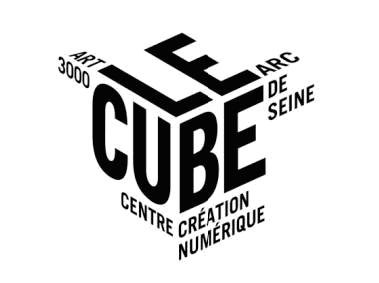 LE
CUBE
ART
3000
ARC
DE
SEINE
CENTRE CRÉATION
NUMÉRIQUE